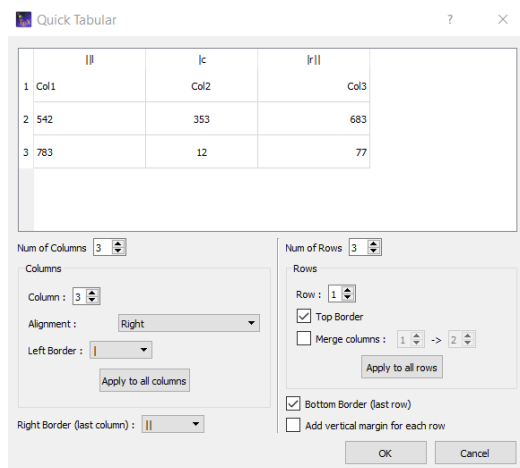 Quick Tabular ? ×
||l |c |r||
1 Col1 Col2 Col3
2 542 353 683
3 783 12 77
Num of Columns 3
Columns
Column : 3
Alignment : Right
Left Border : |
Apply to all columns
Right Border (last column) : ||
Num of Rows 3
Rows
Row : 1
Top Border
Merge columns : 1 -> 2
Apply to all rows
Bottom Border (last row)
Add vertical margin for each row
OK Cancel